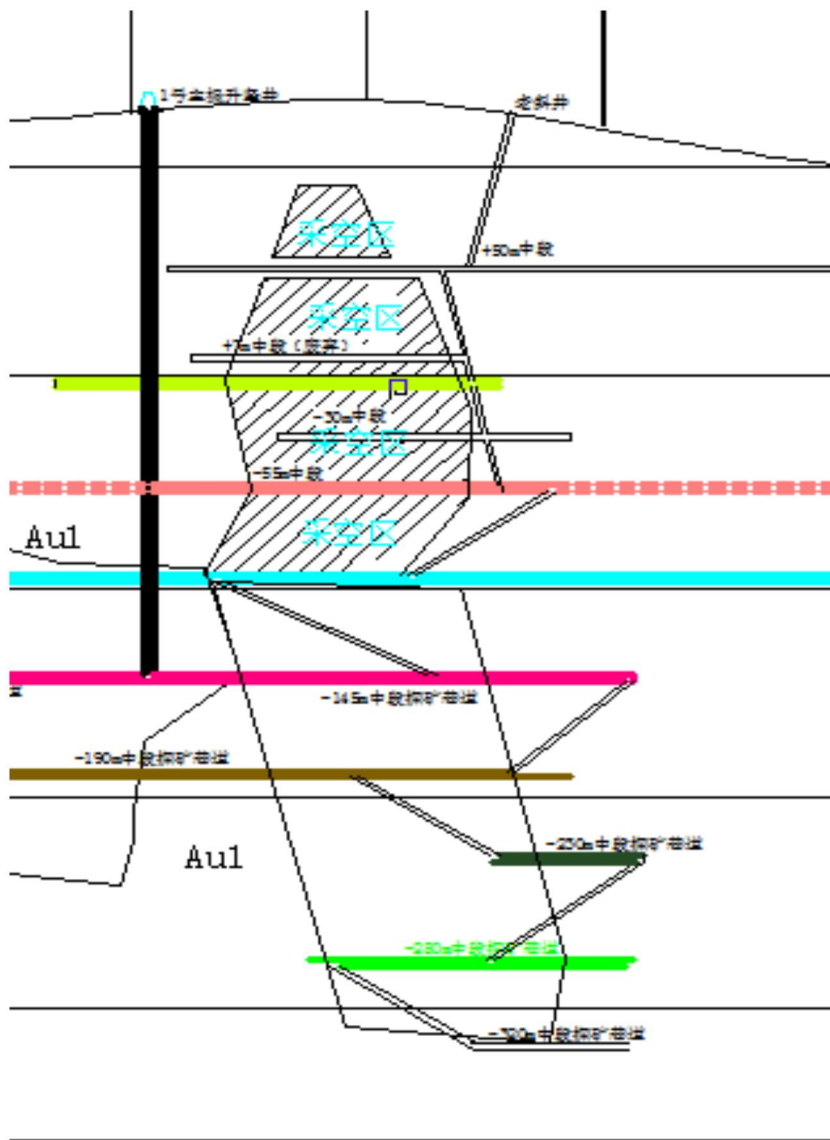 1号主提升竖井
老斜井
采空区
+50m中段
采空区
+7m中段(废弃)
-30m中段
采空区
-55m中段
采空区
Au1
-145m中段探矿巷道
道
-190m中段探矿巷道
-230m中段探矿巷道
Au1
-280m中段探矿巷道
-320m中段探矿巷道